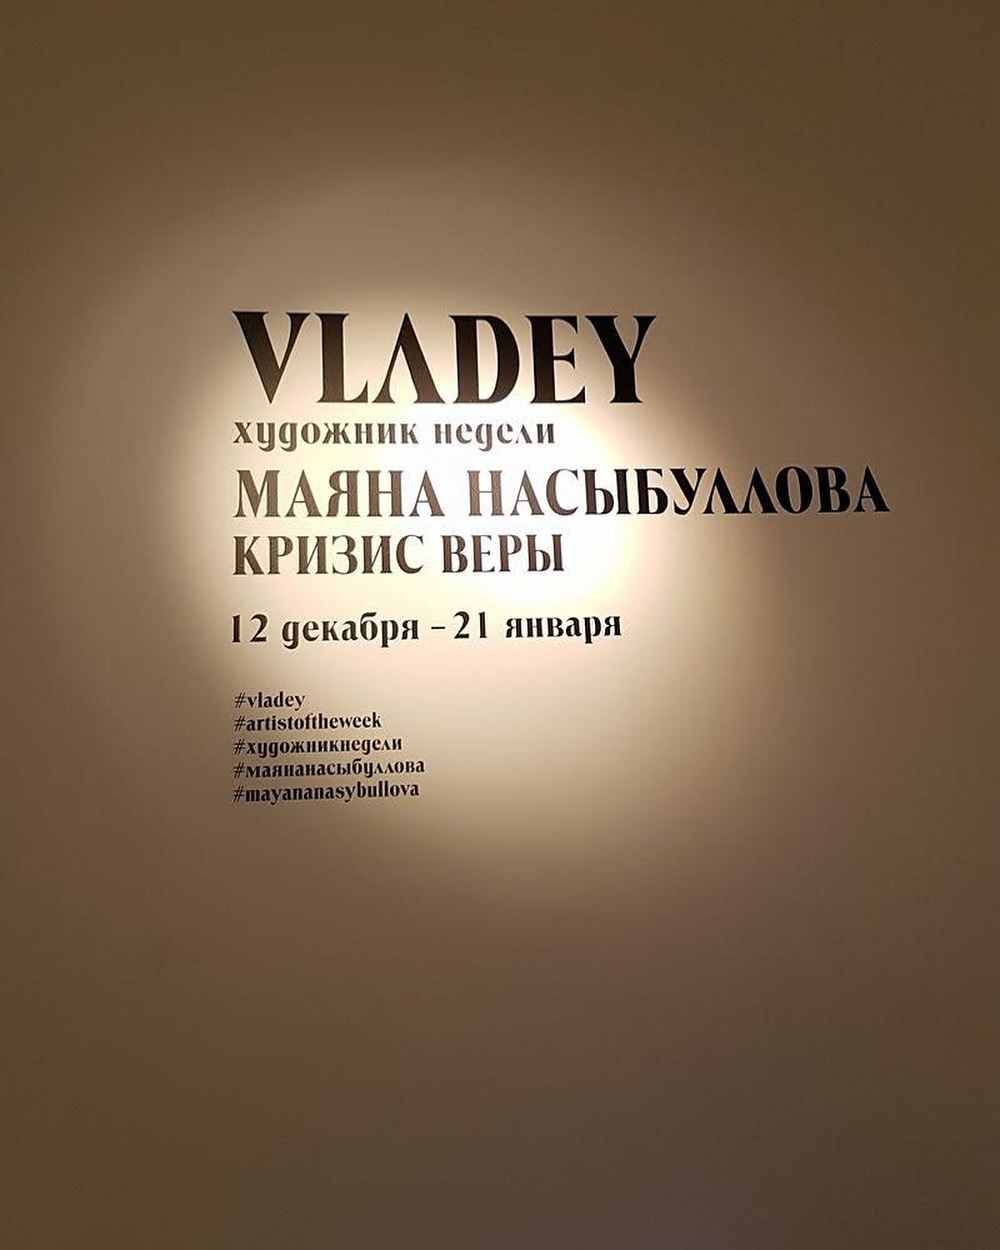 VLADEY
художник недели
МАЯНА НАСЫБУЛЛОВА
КРИЗИС ВЕРЫ
12 декабря – 21 января
#vladey
#artistoftheweek
#художникнедели
#маянанасыбуллова
#mayananasybullova